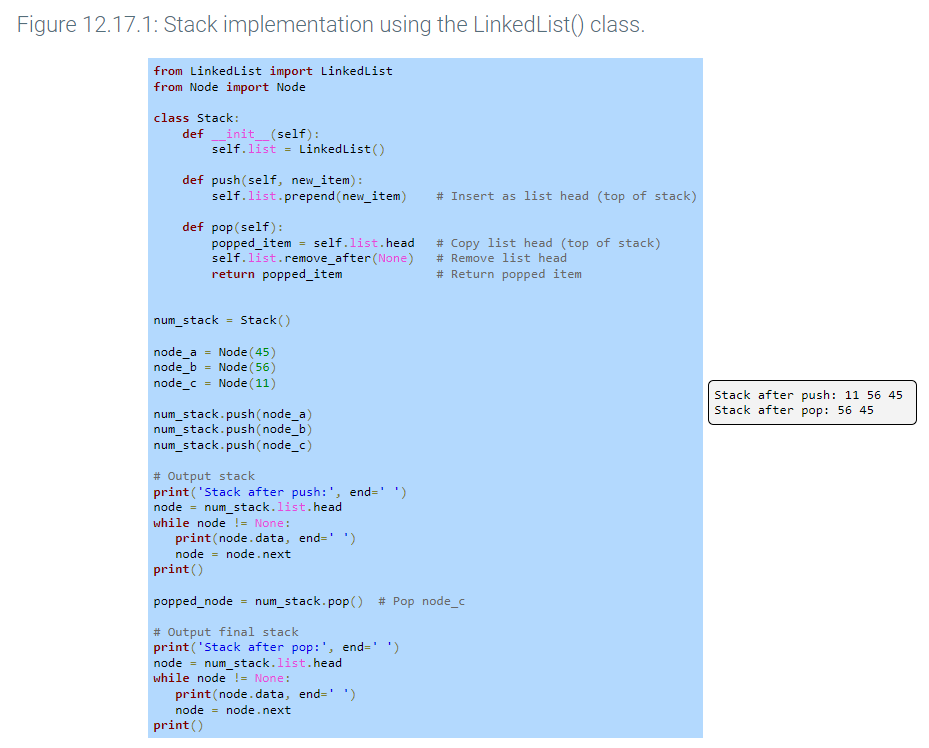 Figure 12.17.1: Stack implementation using the LinkedList() class.
from LinkedList import LinkedList
from Node import Node

class Stack:
    def __init__(self):
        self.list = LinkedList()

    def push(self, new_item):
        self.list.prepend(new_item)    # Insert as list head (top of stack)

    def pop(self):
        popped_item = self.list.head   # Copy list head (top of stack)
        self.list.remove_after(None)   # Remove list head
        return popped_item             # Return popped item


num_stack = Stack()

node_a = Node(45)
node_b = Node(56)
node_c = Node(11)

num_stack.push(node_a)
num_stack.push(node_b)
num_stack.push(node_c)

# Output stack
print('Stack after push:', end=' ')
node = num_stack.list.head
while node != None:
   print(node.data, end=' ')
   node = node.next
print()

popped_node = num_stack.pop()  # Pop node_c

# Output final stack
print('Stack after pop:', end=' ')
node = num_stack.list.head
while node != None:
   print(node.data, end=' ')
   node = node.next
print()
Stack after push: 11 56 45
Stack after pop: 56 45